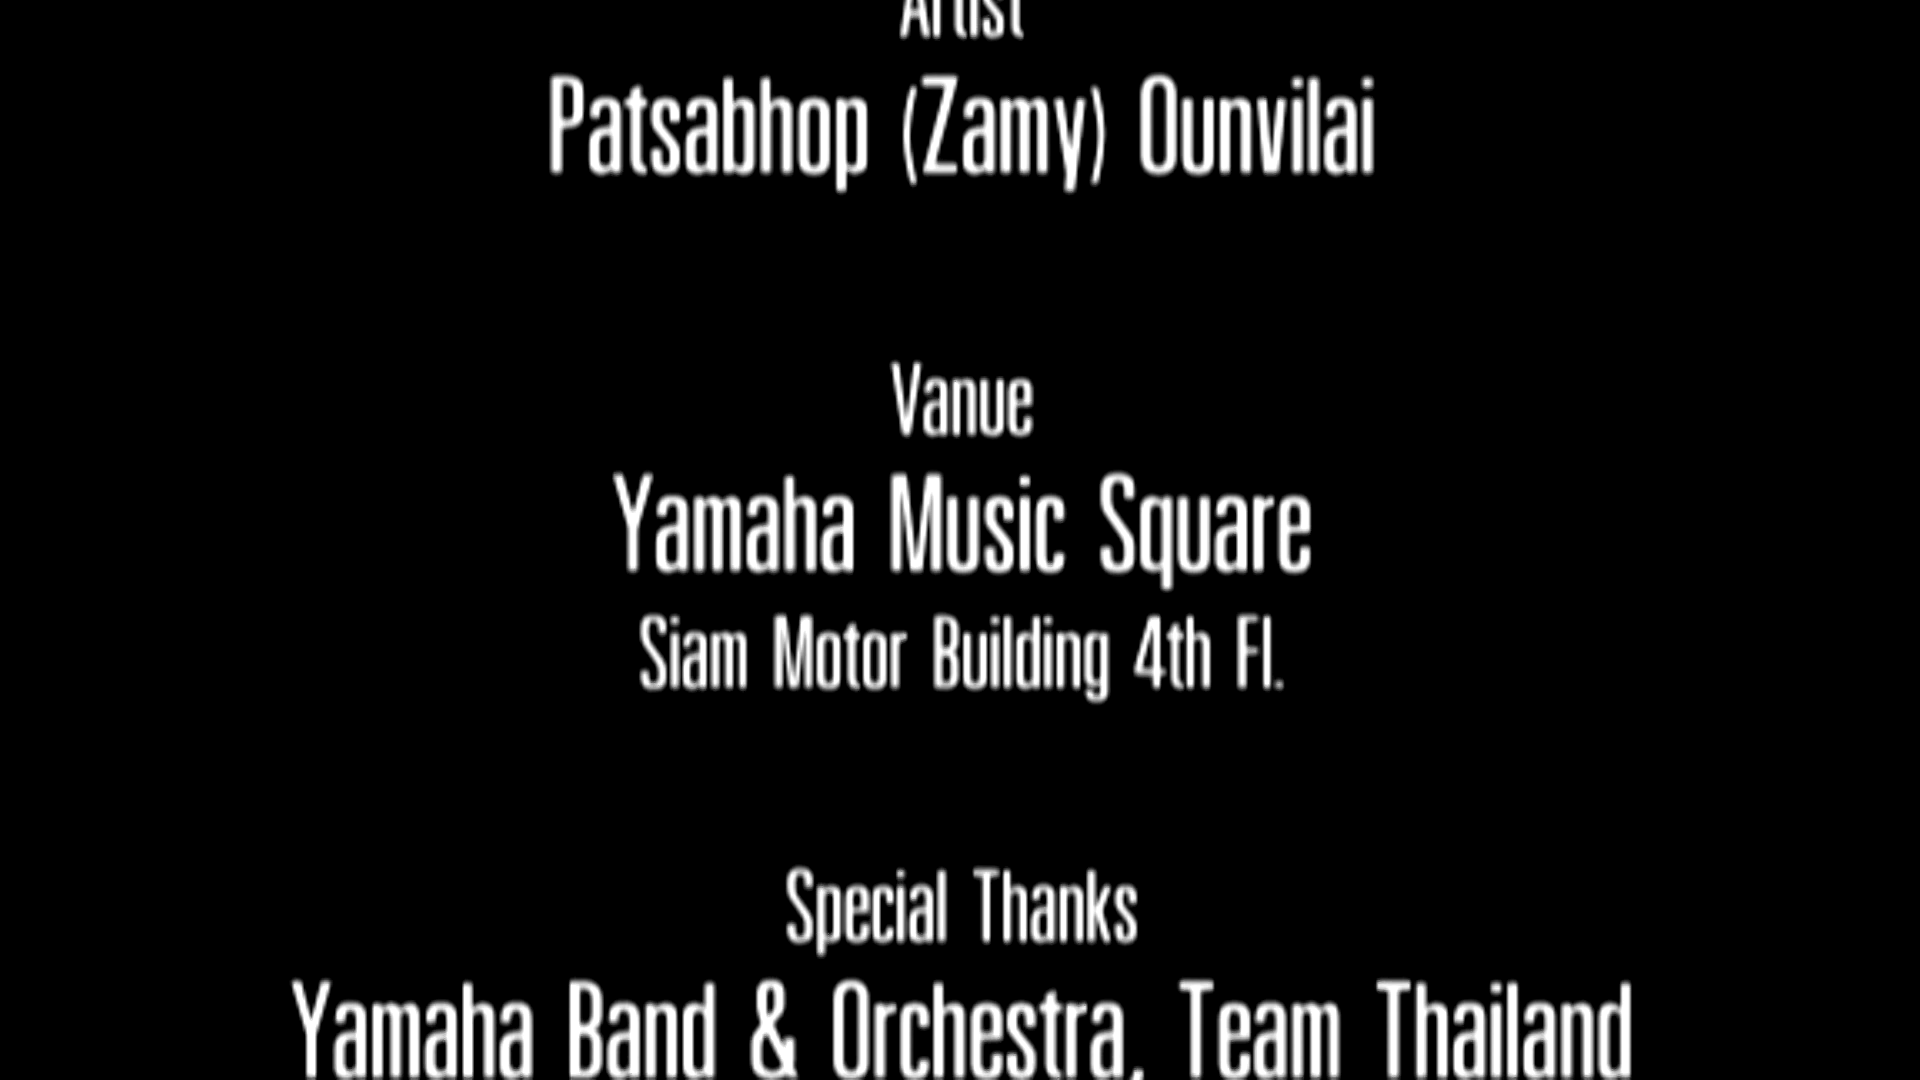 Artist
Patsabhop (Zamy) Ounvilai
Vanue
Yamaha Music Square
Siam Motor Building 4th Fl.
Special Thanks
Yamaha Band & Orchestra, Team Thailand